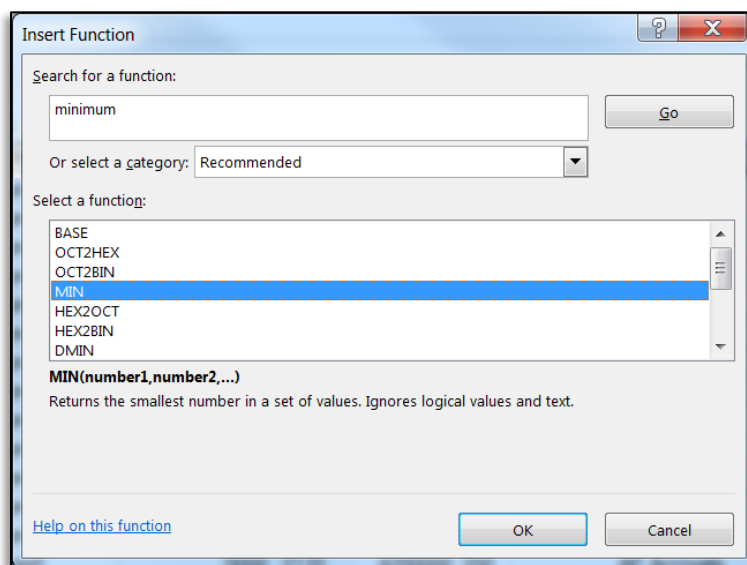 Insert Function
Search for a function:
minimum
Go
Or select a category: Recommended
Select a function:
BASE
OCT2HEX
OCT2BIN
MIN
HEX2OCT
HEX2BIN
DMIN
MIN(number1,number2,...)
Returns the smallest number in a set of values. Ignores logical values and text.
Help on this function
OK Cancel